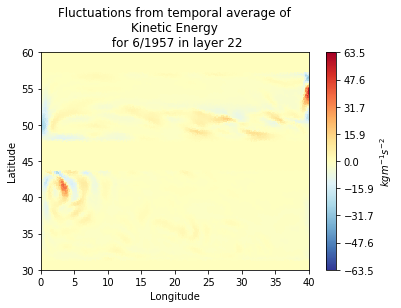 Fluctuations from temporal average of
Kinetic Energy
for 6/1957 in layer 22
60
55
50
45
40
35
30
Latitude
0 5 10 15 20 25 30 35 40
Longitude
63.5
47.6
31.7
15.9
0.0
−15.9
−31.7
−47.6
−63.5
kgm⁻¹s⁻²